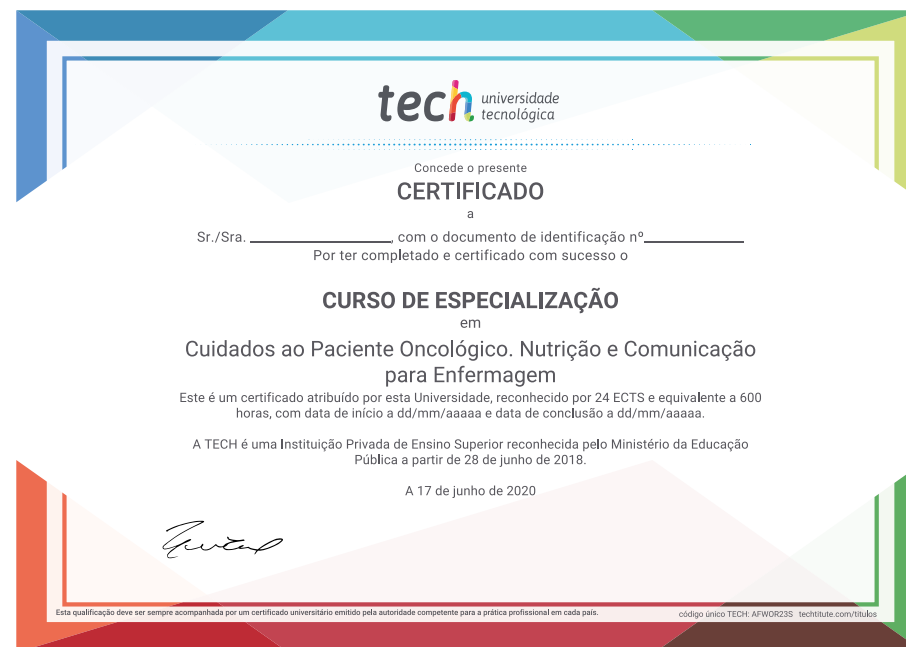 tech universidade
tecnológica
Concede o presente
CERTIFICADO
a
Sr./Sra. ____________________, com o documento de identificação nº______________
Por ter completado e certificado com sucesso o
CURSO DE ESPECIALIZAÇÃO
em
Cuidados ao Paciente Oncológico. Nutrição e Comunicação
para Enfermagem
Este é um certificado atribuído por esta Universidade, reconhecido por 24 ECTS e equivalente a 600
horas, com data de início a dd/mm/aaaaa e data de conclusão a dd/mm/aaaaa.
A TECH é uma Instituição Privada de Ensino Superior reconhecida pelo Ministério da Educação
Pública a partir de 28 de junho de 2018.
A 17 de junho de 2020
Esta qualificação deve ser sempre acompanhada por um certificado universitário emitido pela autoridade competente para a prática profissional em cada país.
código único TECH: AFWOR23S techtitute.com/titulos